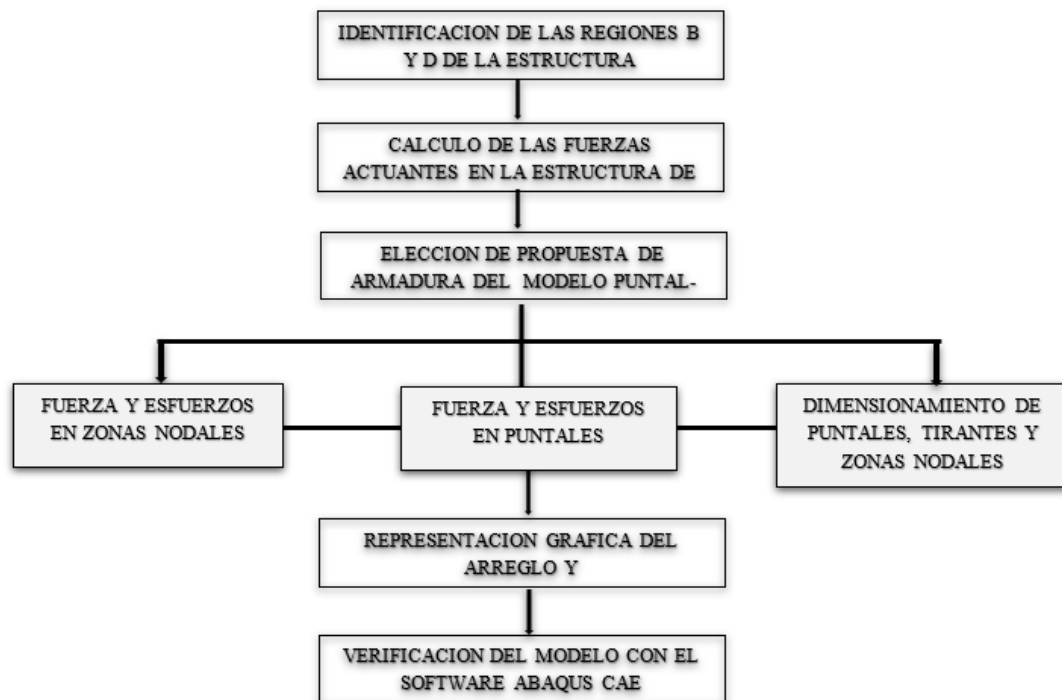 IDENTIFICACION DE LAS REGIONES B
Y D DE LA ESTRUCTURA
CALCULO DE LAS FUERZAS
ACTUANTES EN LA ESTRUCTURA DE
ELECCION DE PROPUESTA DE
ARMADURA DEL MODELO PUNTAL-
FUERZA Y ESFUERZOS
EN ZONAS NODALES
FUERZA Y ESFUERZOS
EN PUNTALES
DIMENSIONAMIENTO DE
PUNTALES, TIRANTES Y
ZONAS NODALES
REPRESENTACION GRAFICA DEL
ARREGLO Y
VERIFICACION DEL MODELO CON EL
SOFTWARE ABAQUS CAE